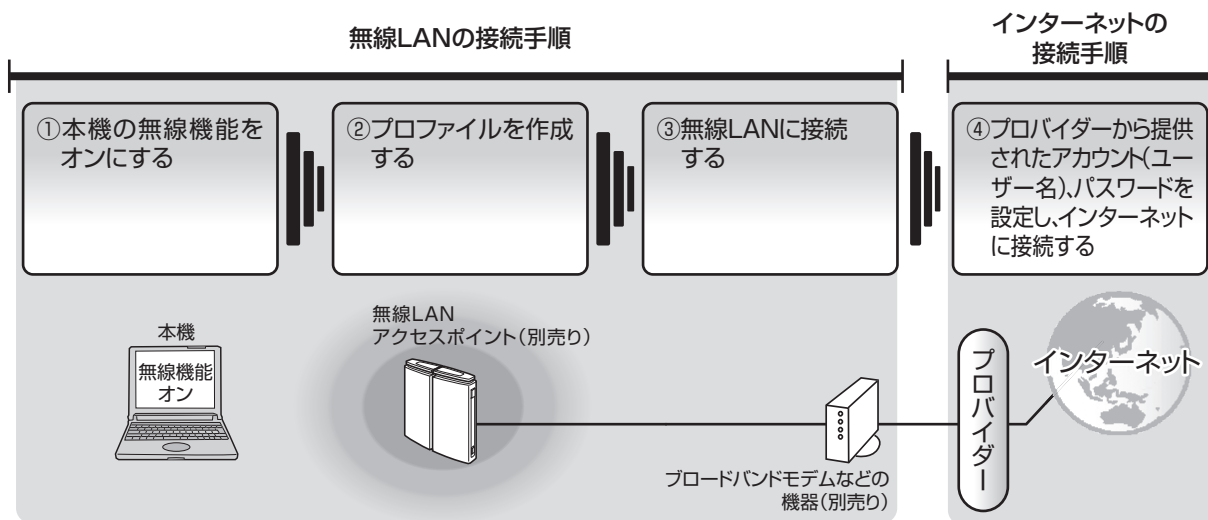 無線LANの接続手順
インターネットの
接続手順
①本機の無線機能を
オンにする
②プロファイルを作成
する
③無線LANに接続
する
④プロバイダーから提供
されたアカウント(ユー
ザー名)、パスワードを
設定し、インターネット
に接続する
本機
無線機能
オン
無線LAN
アクセスポイント(別売り)
ブロードバンドモデムなどの
機器(別売り)
プロバイダー
インターネット